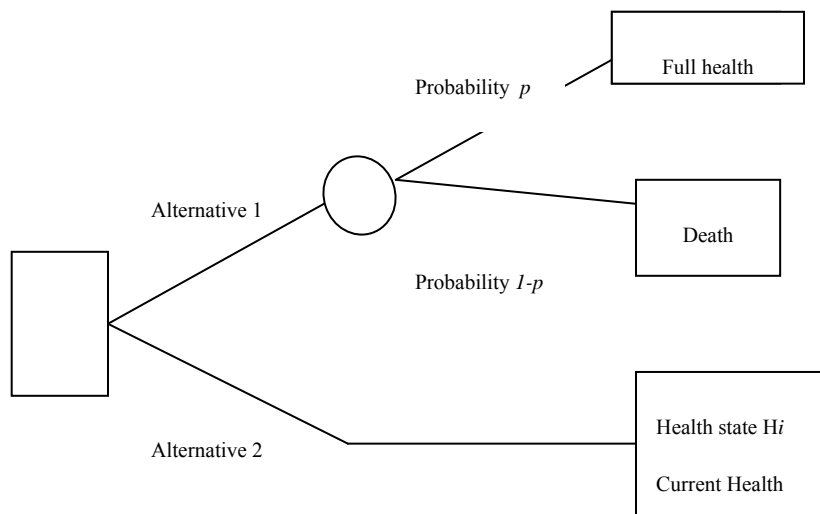 Full health
Probability p
Alternative 1
Death
Probability 1-p
Health state Hi
Alternative 2
Current Health